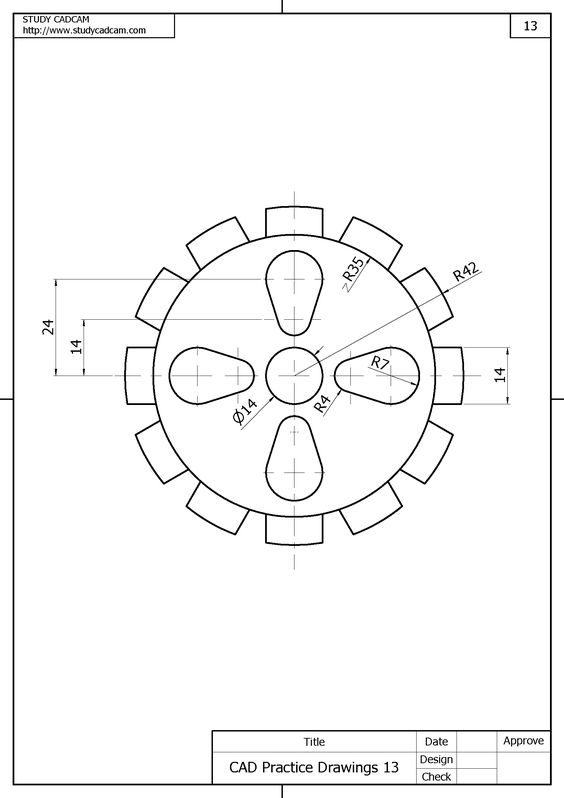 STUDY CADCAM
http://www.studycadcam.com
13
R42
R35
24
14
R7
14
R4
Ø14
Title
Date
Approve
CAD Practice Drawings 13
Design
Check